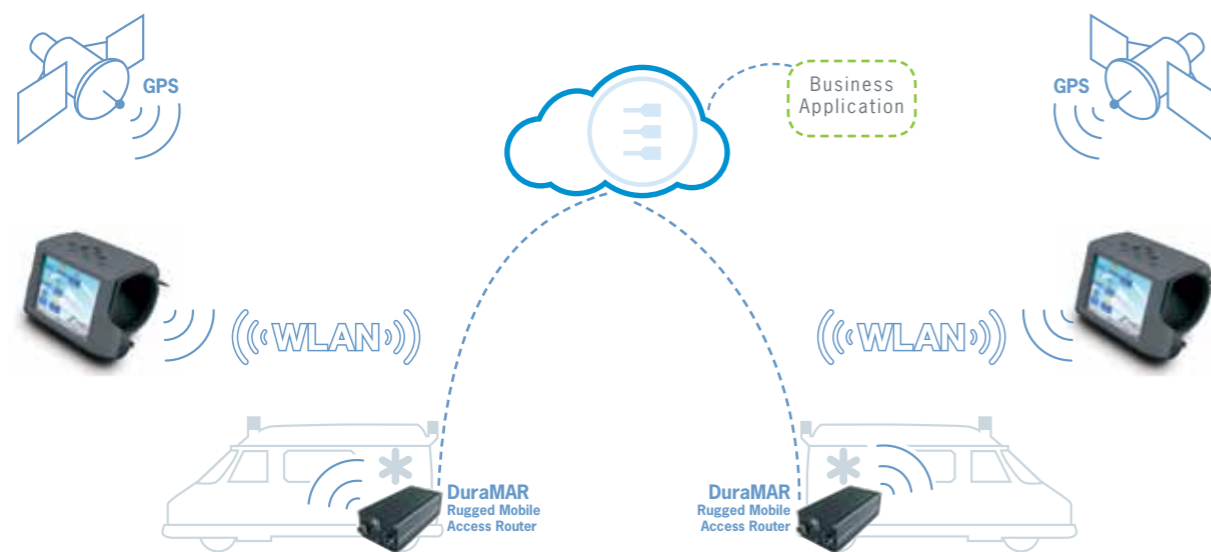 GPS
Business
Application
GPS
WLAN
WLAN
DuraMAR
Rugged Mobile
Access Router
DuraMAR
Rugged Mobile
Access Router